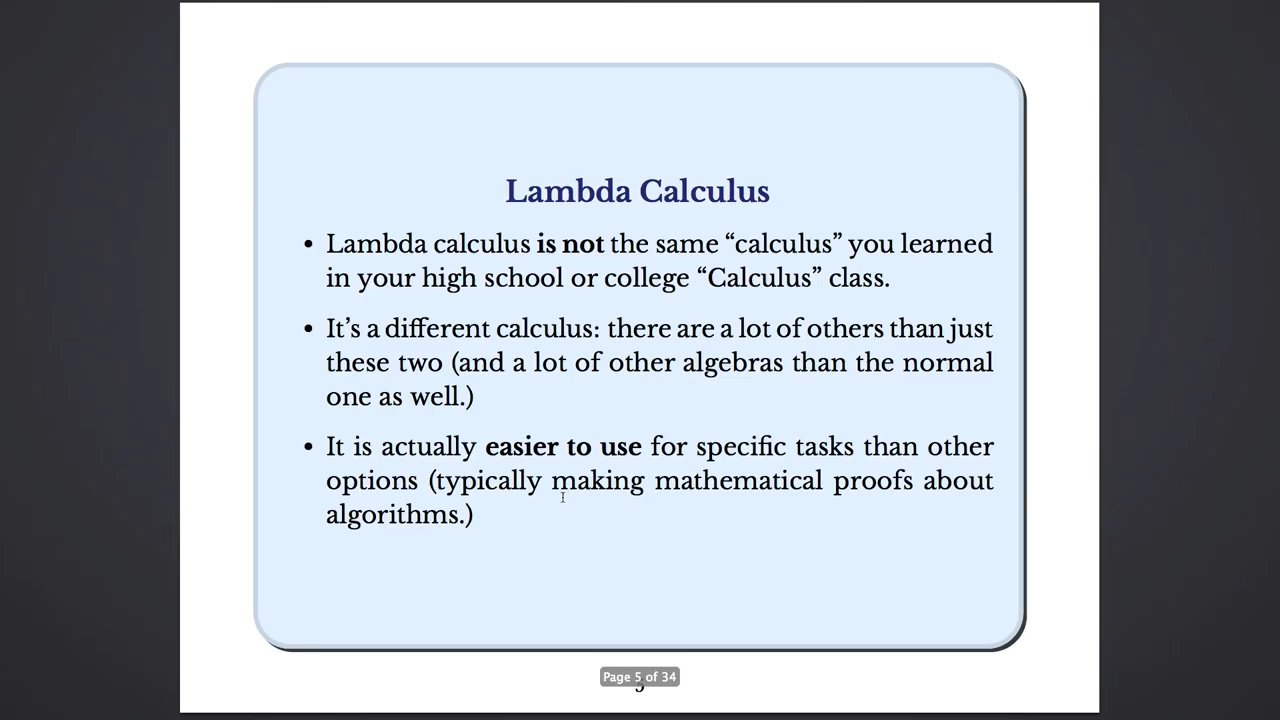 Lambda Calculus
• Lambda calculus is not the same “calculus” you learned
in your high school or college “Calculus” class.
• It’s a different calculus: there are a lot of others than just
these two (and a lot of other algebras than the normal
one as well.)
• It is actually easier to use for specific tasks than other
options (typically making mathematical proofs about
algorithms.)
Page 5 of 34
5